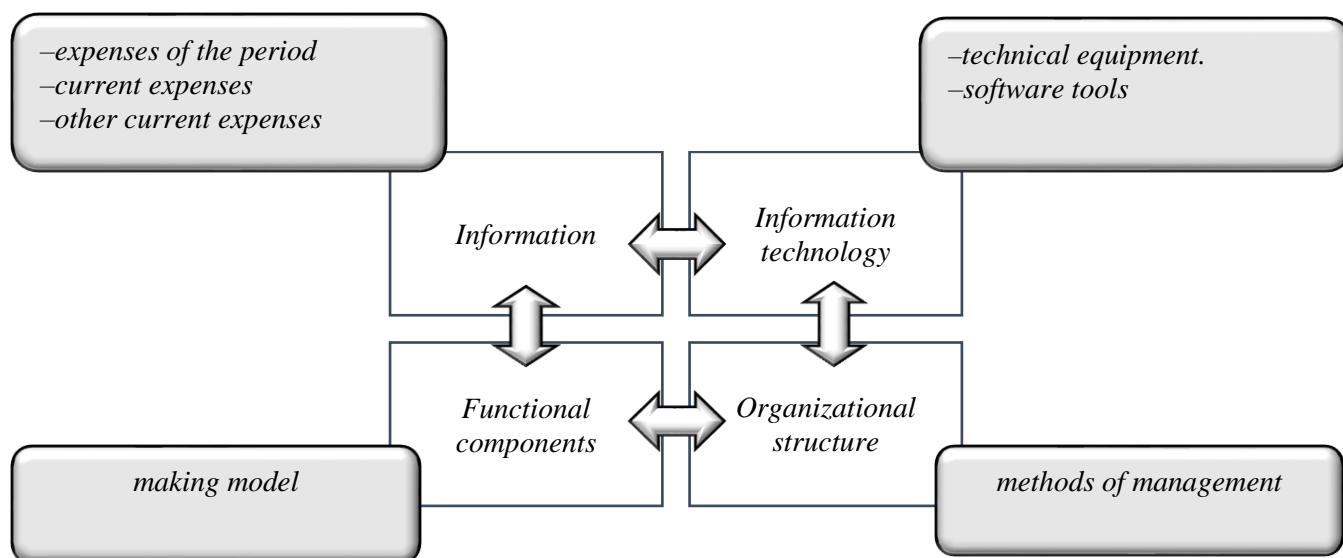 –expenses of the period
–current expenses
–other current expenses
–technical equipment.
–software tools
Information
Information
technology
Functional
components
Organizational
structure
making model
methods of management